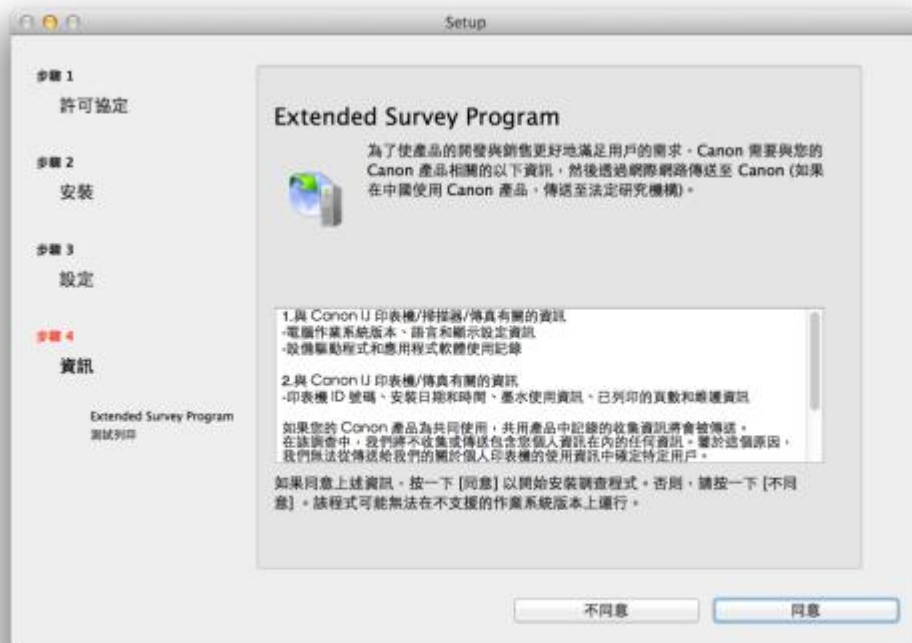 Setup
步驟 1
許可協定
步驟 2
安裝
步驟 3
設定
步驟 4
資訊
Extended Survey Program
測試列印
Extended Survey Program
為了使產品的開發與銷售更好地滿足用戶的需求，Canon 需要與您的
Canon 產品相關的以下資訊，然後透過網際網路傳送至 Canon (如果
在中國使用 Canon 產品，傳送至法定研究機構)。
1.與 Canon IJ 印表機/掃描器/傳真有關的資訊
-電腦作業系統版本、語言和顯示設定資訊
-設備驅動程式和應用程式軟體使用記錄
2.與 Canon IJ 印表機/傳真有關的資訊
-印表機 ID 號碼、安裝日期和時間、墨水使用資訊、已列印的頁數和維護資訊
如果您的 Canon 產品為共同使用，共用產品中記錄的收集資訊將會被傳送。
在該調查中，我們將不收集或傳送包含您個人資訊在內的任何資訊。鑒於這個原因，
我們無法從傳送給我們的關於個人印表機的使用資訊中確定特定用戶。
如果同意上述資訊，按一下 [同意] 以開始安裝調查程式。否則，請按一下 [不同
意] 。該程式可能無法在不支援的作業系統版本上運行。
不同意
同意